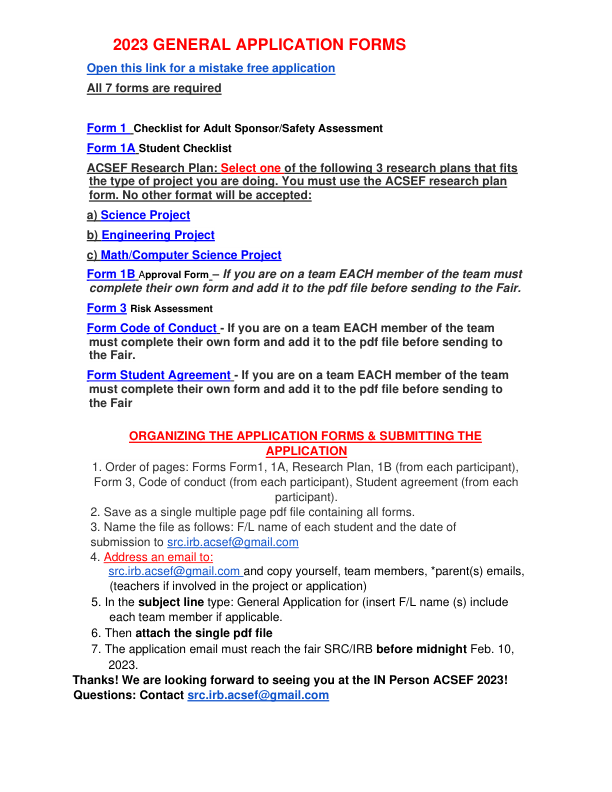 2023 GENERAL APPLICATION FORMS
Open this link for a mistake free application
All 7 forms are required
Form 1 Checklist for Adult Sponsor/Safety Assessment
Form 1A Student Checklist
ACSEF Research Plan: Select one of the following 3 research plans that fits
the type of project you are doing. You must use the ACSEF research plan
form. No other format will be accepted:
a) Science Project
b) Engineering Project
c) Math/Computer Science Project
Form 1B Approval Form – If you are on a team EACH member of the team must
complete their own form and add it to the pdf file before sending to the Fair.
Form 3 Risk Assessment
Form Code of Conduct - If you are on a team EACH member of the team
must complete their own form and add it to the pdf file before sending to
the Fair.
Form Student Agreement - If you are on a team EACH member of the team
must complete their own form and add it to the pdf file before sending to
the Fair
ORGANIZING THE APPLICATION FORMS & SUBMITTING THE
APPLICATION
1. Order of pages: Forms Form1, 1A, Research Plan, 1B (from each participant),
Form 3, Code of conduct (from each participant), Student agreement (from each
participant).
2. Save as a single multiple page pdf file containing all forms.
3. Name the file as follows: F/L name of each student and the date of
submission to src.irb.acsef@gmail.com
4. Address an email to:
src.irb.acsef@gmail.com and copy yourself, team members, *parent(s) emails,
(teachers if involved in the project or application)
5. In the subject line type: General Application for (insert F/L name (s) include
each team member if applicable.
6. Then attach the single pdf file
7. The application email must reach the fair SRC/IRB before midnight Feb. 10,
2023.
Thanks! We are looking forward to seeing you at the IN Person ACSEF 2023!
Questions: Contact src.irb.acsef@gmail.com